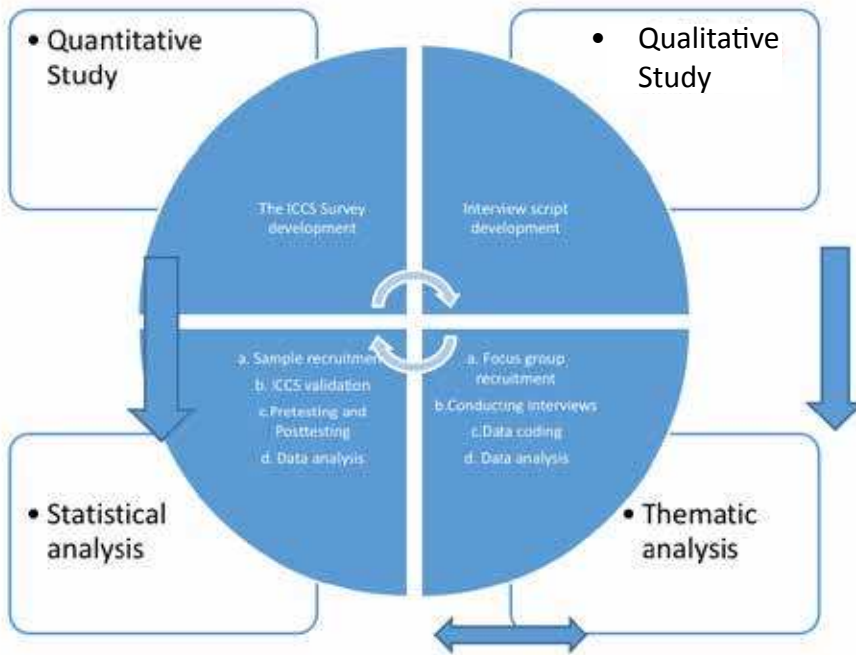 • Quantitative
Study
• Qualitative
Study
The ICCS Survey
development
Interview script
development
a. Sample recruitment
b. ICCS validation
c.Pretesting and
Posttesting
d. Data analysis
a. Focus group
recruitment
b.Conducting interviews
c.Data coding
d. Data analysis
• Statistical
analysis
• Thematic
analysis